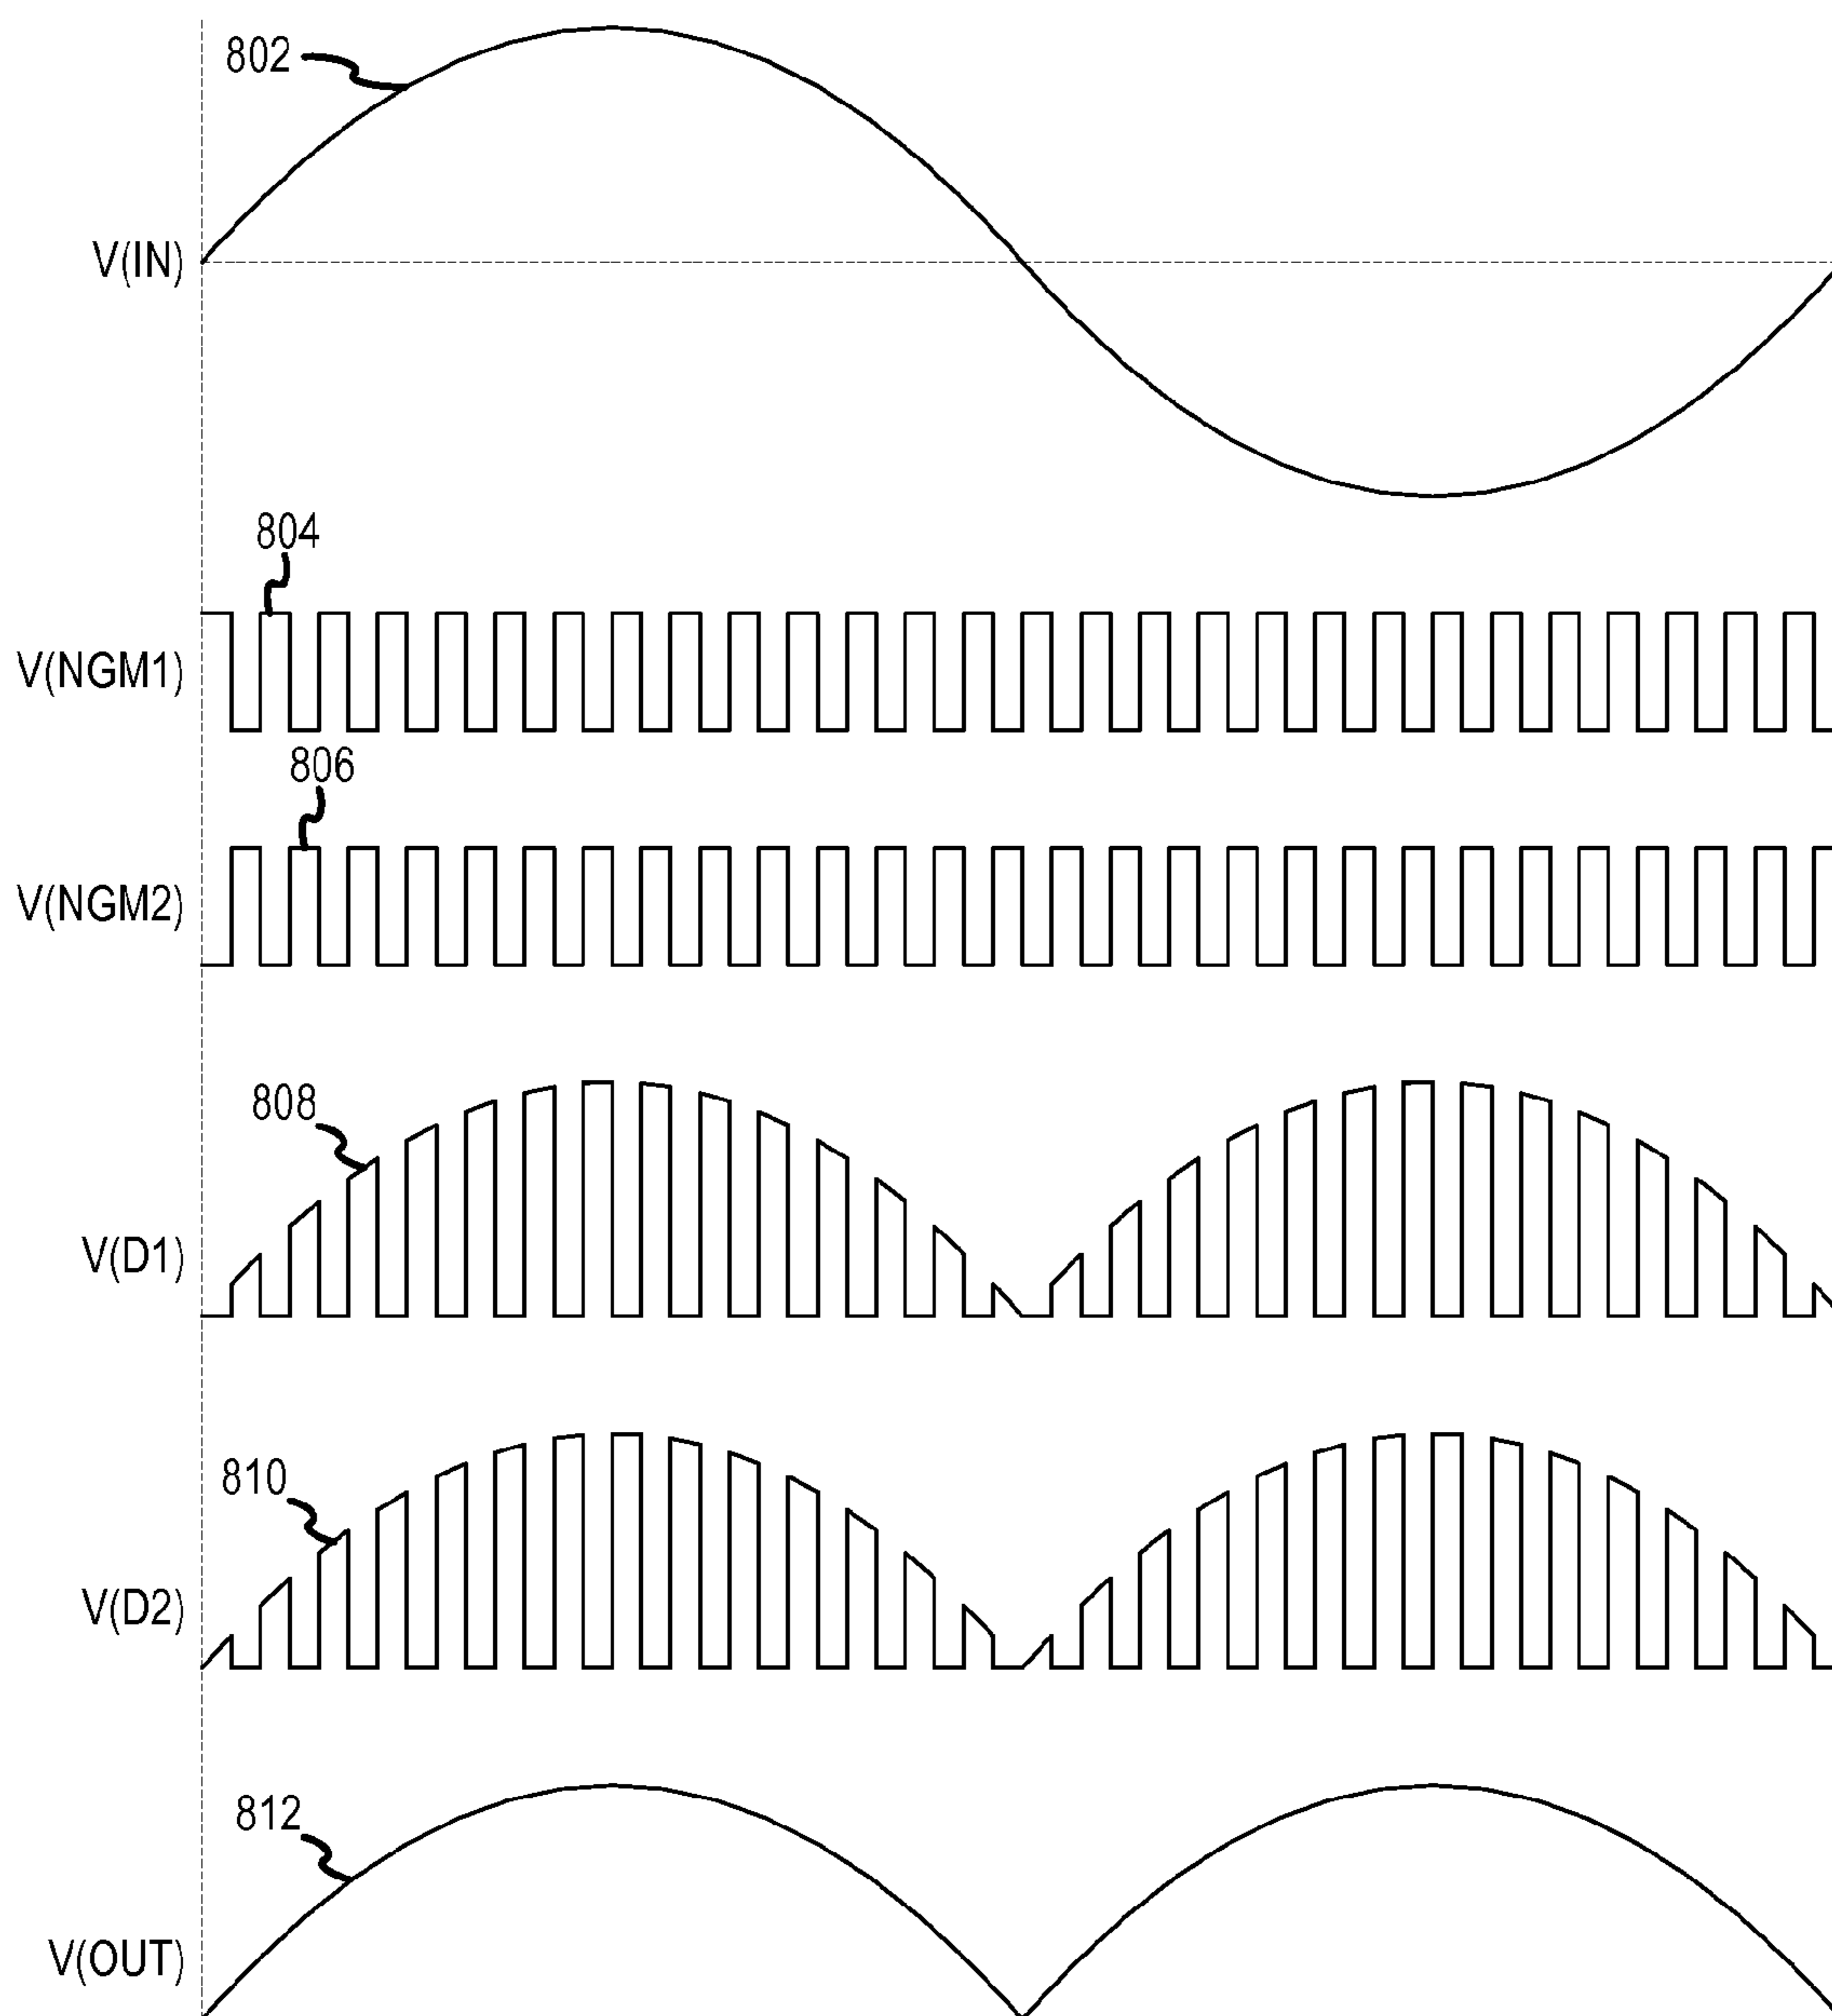 802
V(IN)
804
V(NGM1)
806
V(NGM2)
808
V(D1)
810
V(D2)
812
V(OUT)